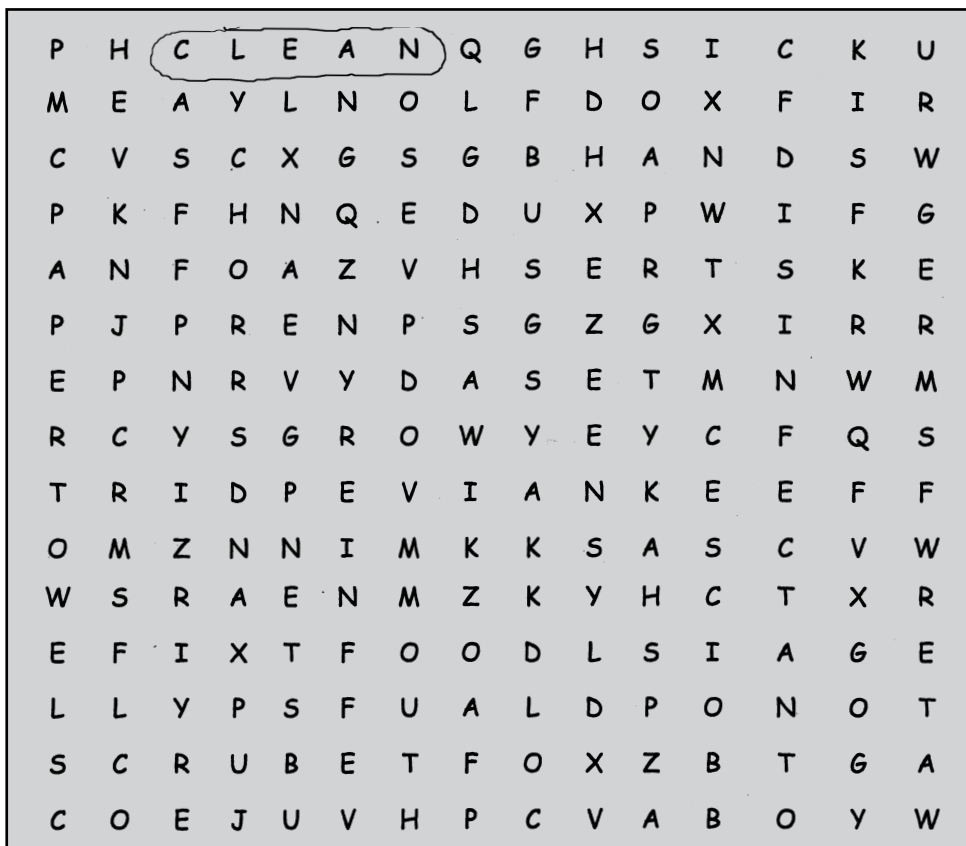 P H C L E A N Q G H S I C K U
M E A Y L N O L F D O X F I R
C V S C X G S G B H A N D S W
P K F H N Q E D U X P W I F G
A N F O A Z V H S E R T S K E
P J P R E N P S G Z G X I R R
E P N R V Y D A S E T M N W M
R C Y S G R O W Y E Y C F Q S
T R I D P E V I A N K E E F F
O M Z N N I M K K S A S C V W
W S R A E N M Z K Y H C T X R
E F I X T F O O D L S I A G E
L L Y P S F U A L D P O N O T
S C R U B E T F O X Z B T G A
C O E J U V H P C V A B O Y W